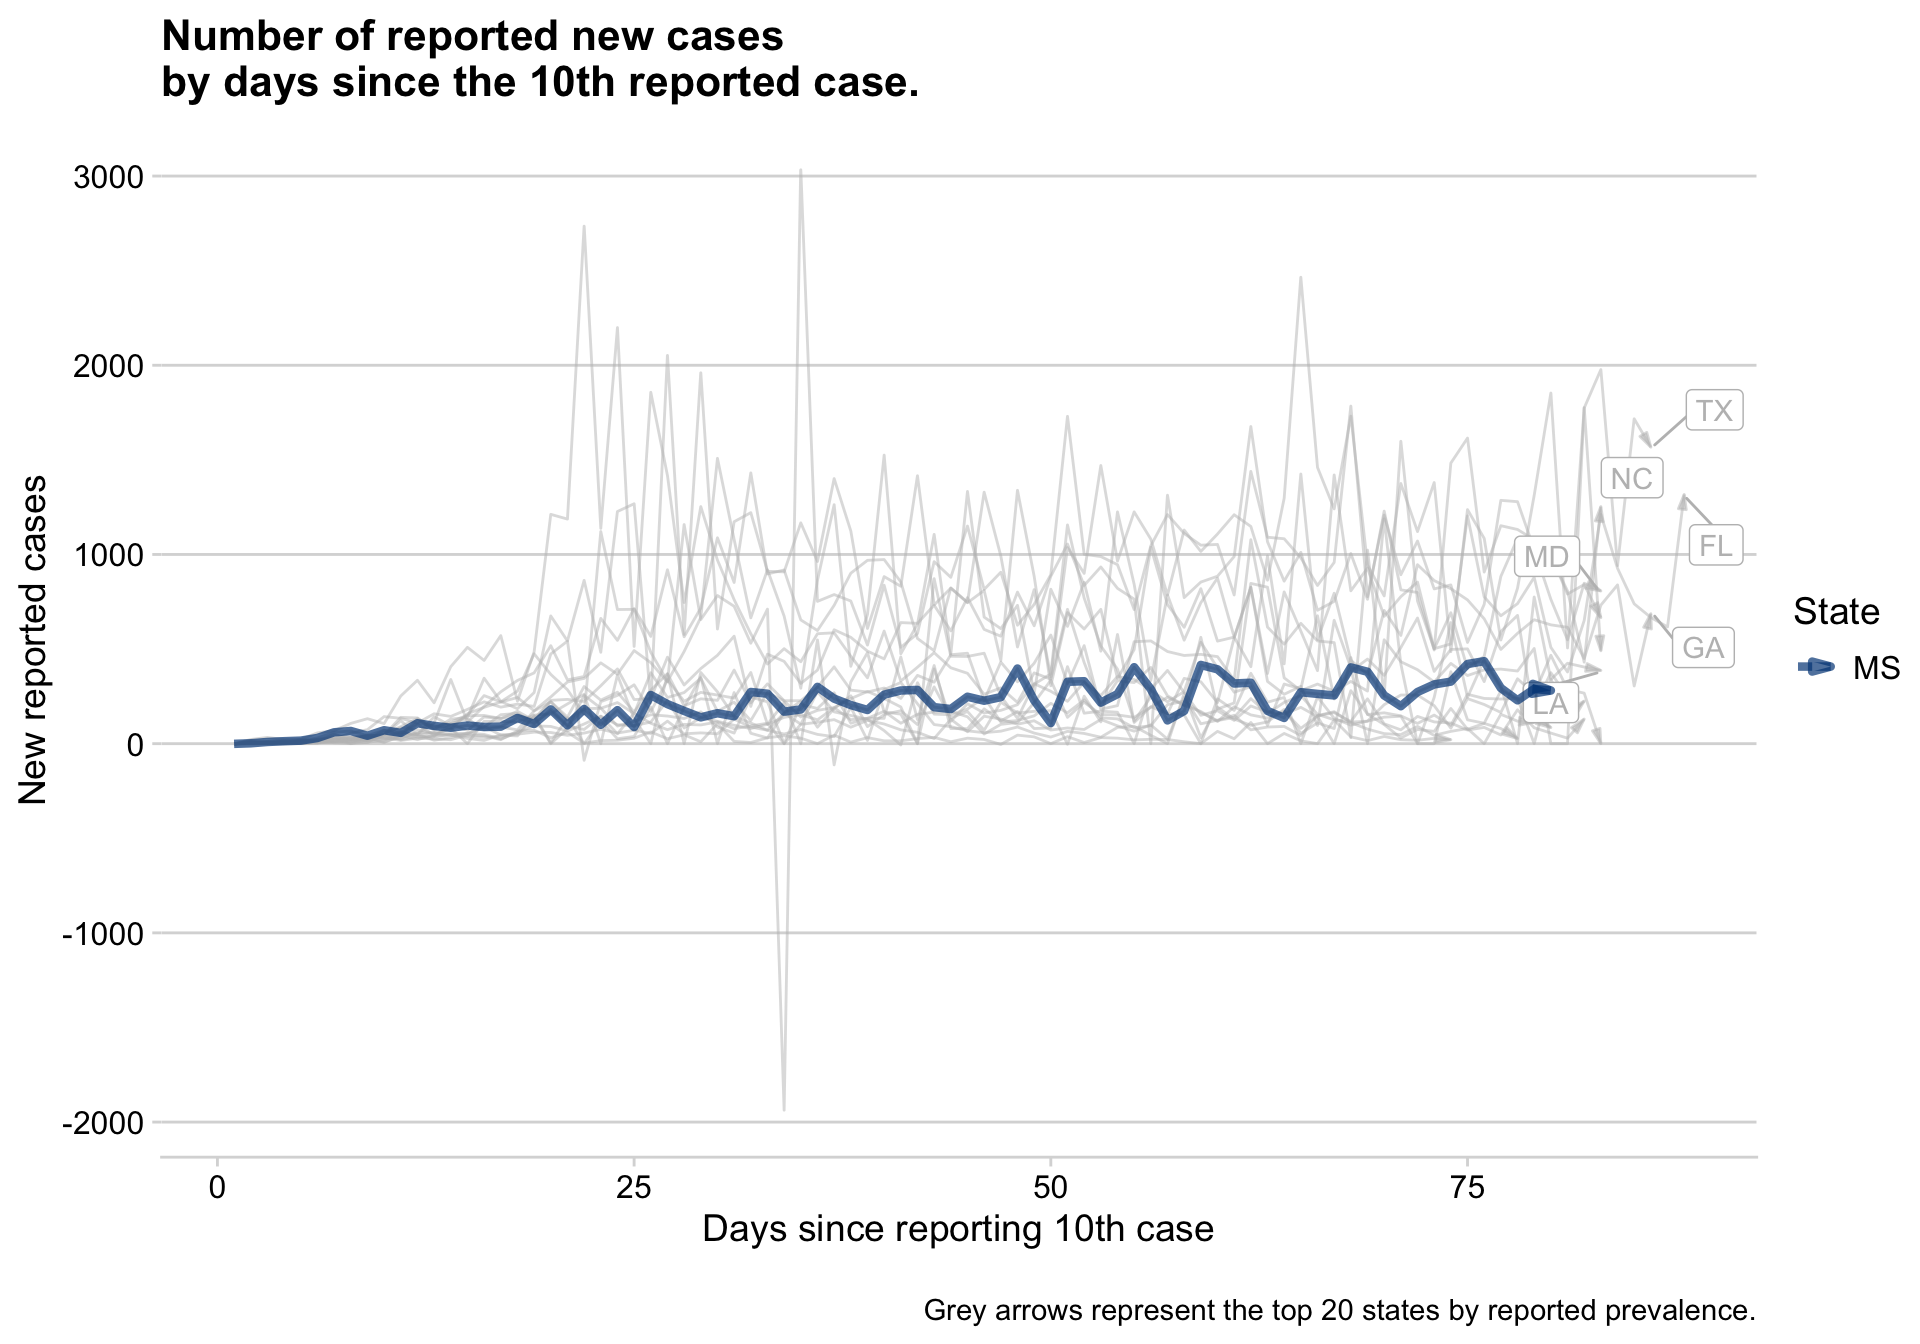 Number of reported new cases
by days since the 10th reported case.
3000
2000
1000
0
-1000
-2000
New reported cases
TX
NC
FL
MD
GA
LA
State
MS
0 25 50 75
Days since reporting 10th case
Grey arrows represent the top 20 states by reported prevalence.